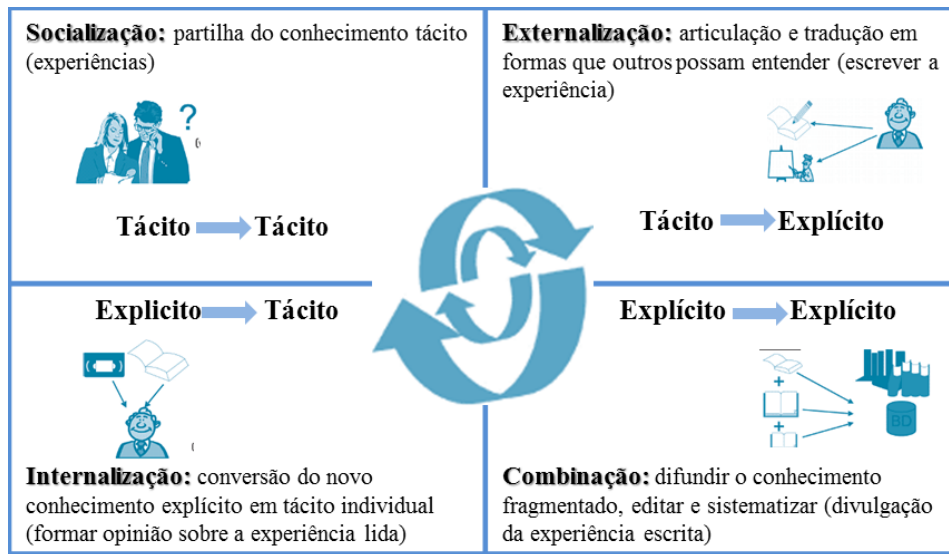 Socialização: partilha do conhecimento tácito
(experiências)
?
Tácito Tácito
Externalização: articulação e tradução em
formas que outros possam entender (escrever a
experiência)
Tácito Explícito
Explicito Tácito
Internalização: conversão do novo
conhecimento explícito em tácito individual
(formar opinião sobre a experiência lida)
Explícito Explícito
+
+
BD
Combinação: difundir o conhecimento
fragmentado, editar e sistematizar (divulgação
da experiência escrita)